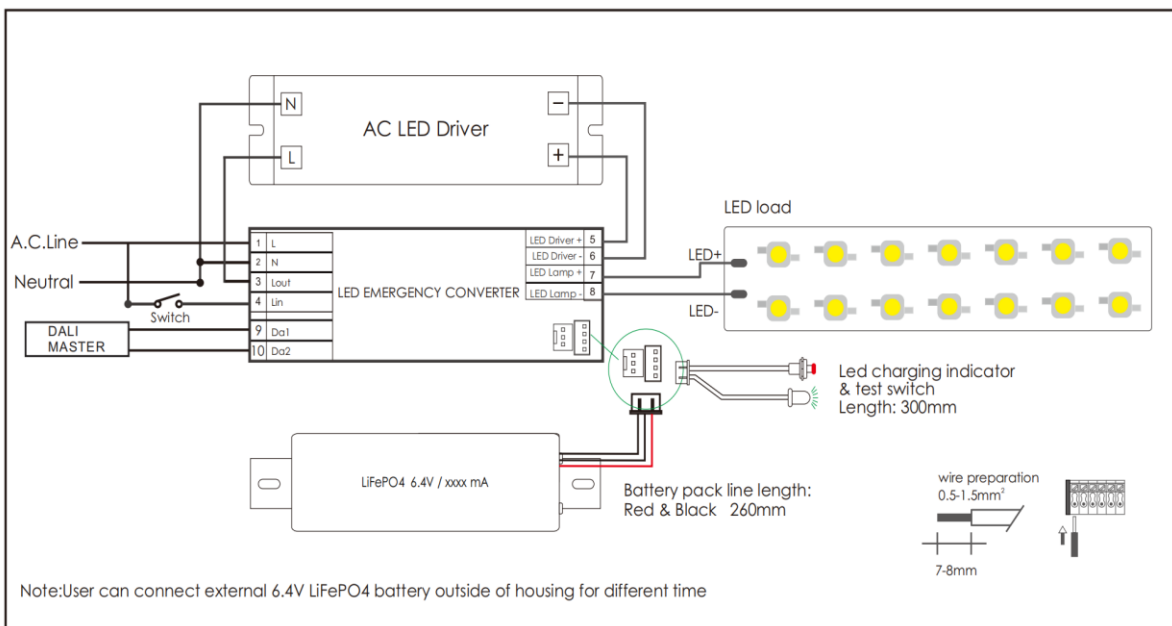 N
−
AC LED Driver
L
+
LED load
A.C.Line
1 L
LED Driver + 5
2 N
LED Driver - 6
LED+
Neutral
3 Lout
LED Lamp + 7
LED EMERGENCY CONVERTER
4 Lin
LED Lamp - 8
LED-
Switch
DALI
MASTER
9 Da1
10 Da2
Led charging indicator
& test switch
Length: 300mm
LiFePO4 6.4V / xxxx mA
Battery pack line length:
Red & Black 260mm
wire preparation
0.5-1.5mm²
7-8mm
Note:User can connect external 6.4V LiFePO4 battery outside of housing for different time